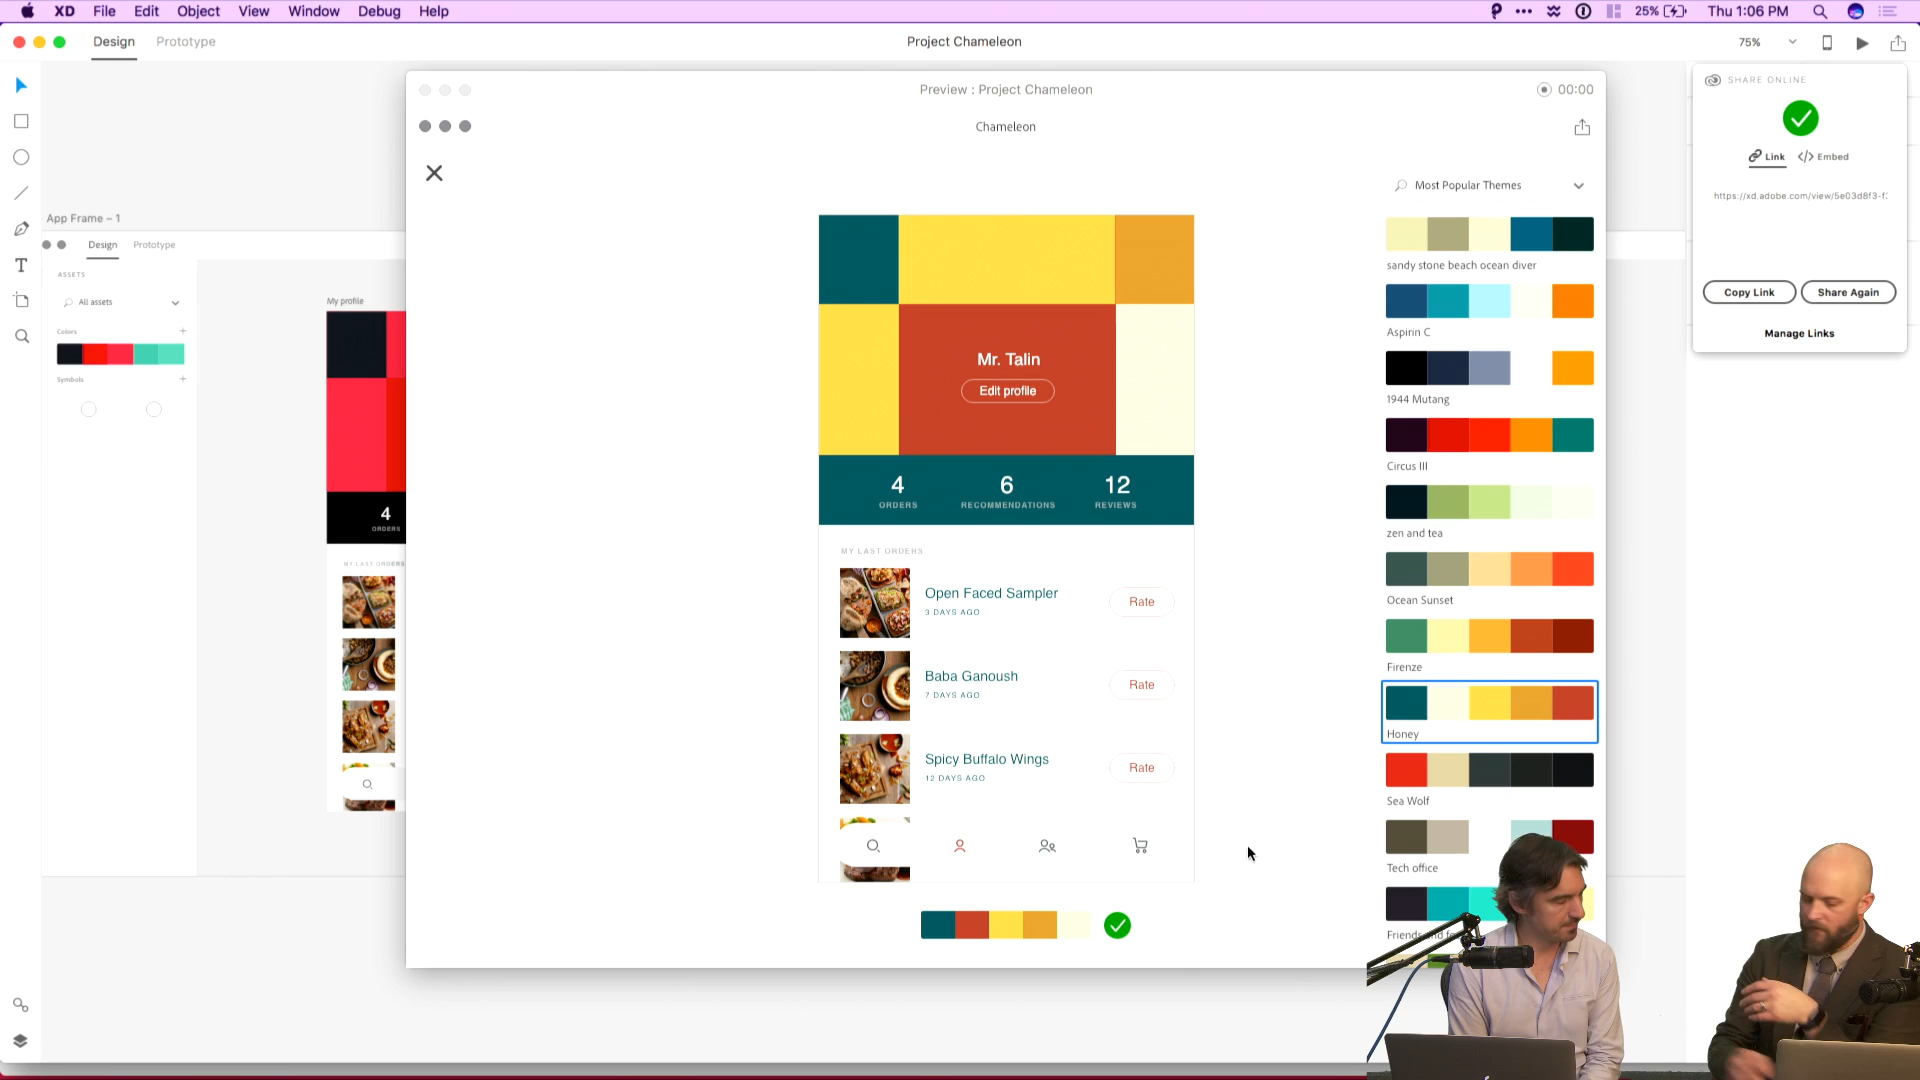 XD File Edit Object View Window Debug Help
25% Thu 1:06 PM
Design Prototype
Project Chameleon
75%
Preview : Project Chameleon
00:00
Chameleon
SHARE ONLINE
Link Embed
https://xd.adobe.com/view/5e03d8f3-f
Copy Link Share Again
Manage Links
App Frame – 1
Design Prototype
ASSETS
All assets
Colors
Symbols
My profile
4
ORDERS
MY LAST ORDERS
Mr. Talin
Edit profile
4 6 12
ORDERS RECOMMENDATIONS REVIEWS
MY LAST ORDERS
Open Faced Sampler
3 DAYS AGO
Rate
Baba Ganoush
7 DAYS AGO
Rate
Spicy Buffalo Wings
12 DAYS AGO
Rate
Most Popular Themes
sandy stone beach ocean diver
Aspirin C
1944 Mutang
Circus III
zen and tea
Ocean Sunset
Firenze
Honey
Sea Wolf
Tech office
Friends and